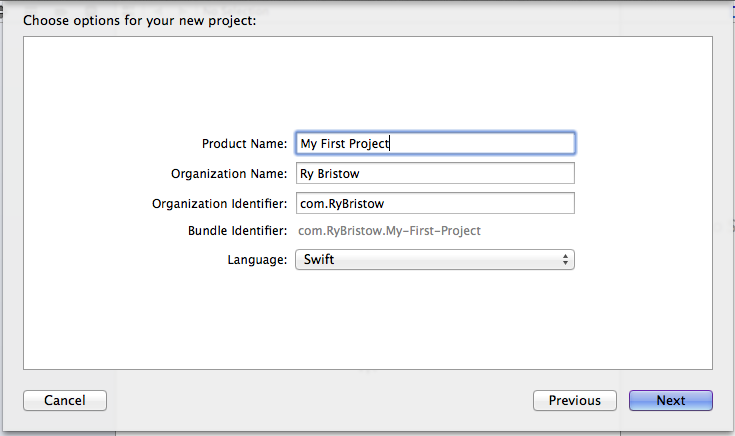 Choose options for your new project:
Product Name: My First Project
Organization Name: Ry Bristow
Organization Identifier: com.RyBristow
Bundle Identifier: com.RyBristow.My-First-Project
Language: Swift
Cancel Previous Next